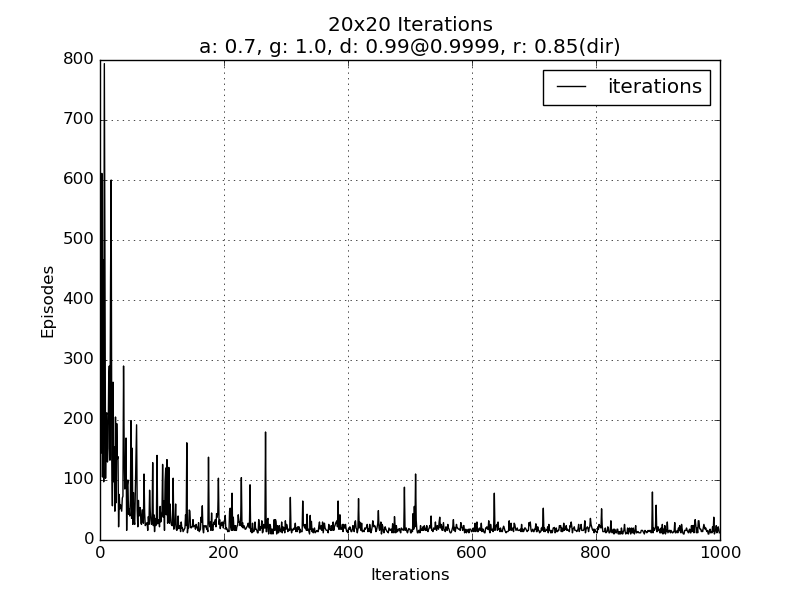 20x20 Iterations
a: 0.7, g: 1.0, d: 0.99@0.9999, r: 0.85(dir)
iterations
800
700
600
500
400
300
200
100
0
Episodes
0 200 400 600 800 1000
Iterations